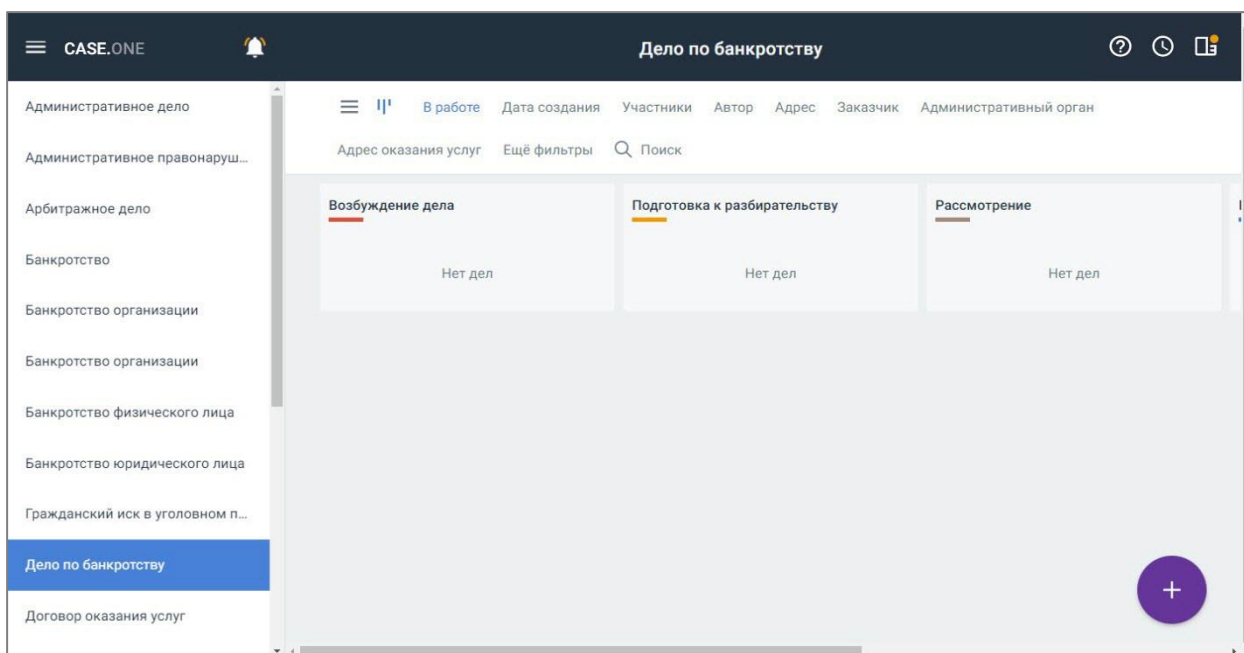 CASE.ONE
Дело по банкротству
Административное дело
Административное правонаруш...
Арбитражное дело
Банкротство
Банкротство организации
Банкротство организации
Банкротство физического лица
Банкротство юридического лица
Гражданский иск в уголовном п...
Дело по банкротству
Договор оказания услуг
В работе Дата создания Участники Автор Адрес Заказчик Административный орган
Адрес оказания услуг Ещё фильтры Поиск
Возбуждение дела Подготовка к разбирательству Рассмотрение
Нет дел Нет дел Нет дел